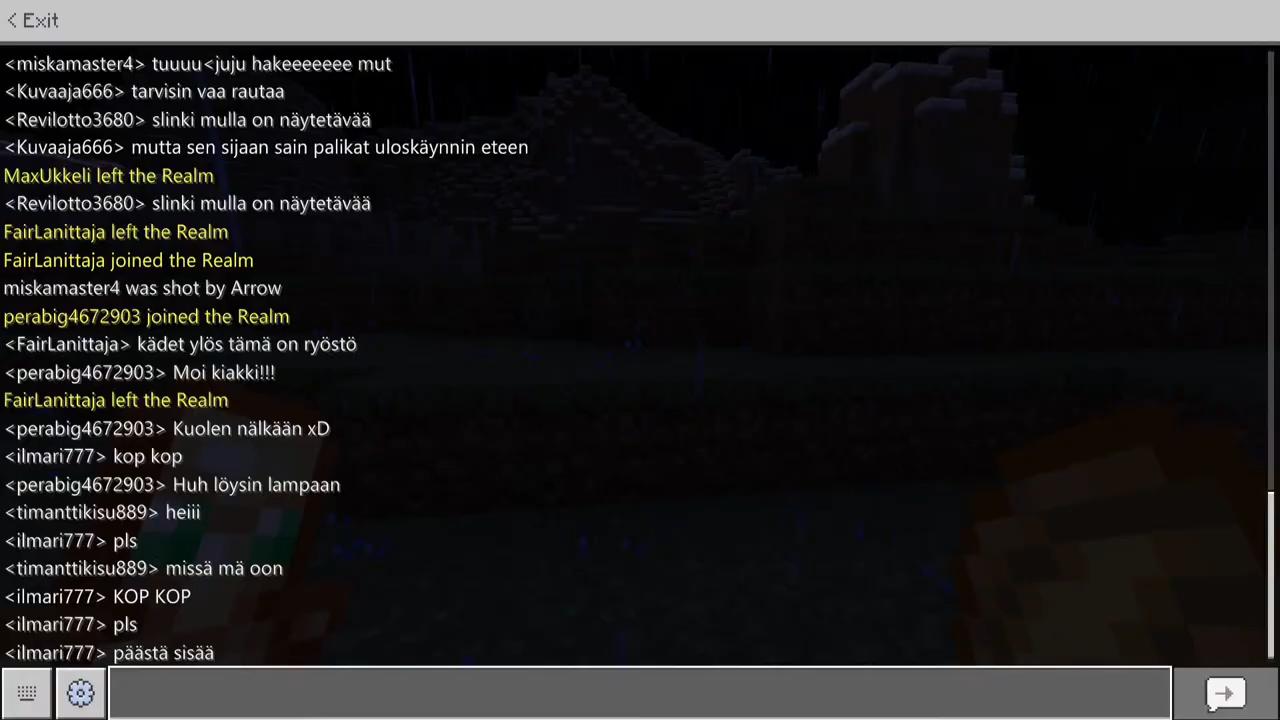 < Exit
<miskamaster4> tuuuu<juju hakeeeeeee mut
<Kuvaaja666> tarvisin vaa rautaa
<Revilotto3680> slinki mulla on näytetävää
<Kuvaaja666> mutta sen sijaan sain palikat uloskäynnin eteen
MaxUkkeli left the Realm
<Revilotto3680> slinki mulla on näytetävää
FairLanittaja left the Realm
FairLanittaja joined the Realm
miskamaster4 was shot by Arrow
perabig4672903 joined the Realm
<FairLanittaja> kädet ylös tämä on ryöstö
<perabig4672903> Moi kiakki!!!
FairLanittaja left the Realm
<perabig4672903> Kuolen nälkään xD
<ilmari777> kop kop
<perabig4672903> Huh löysin lampaan
<timanttikisu889> heiii
<ilmari777> pls
<timanttikisu889> missä mä oon
<ilmari777> KOP KOP
<ilmari777> pls
<ilmari777> päästä sisää